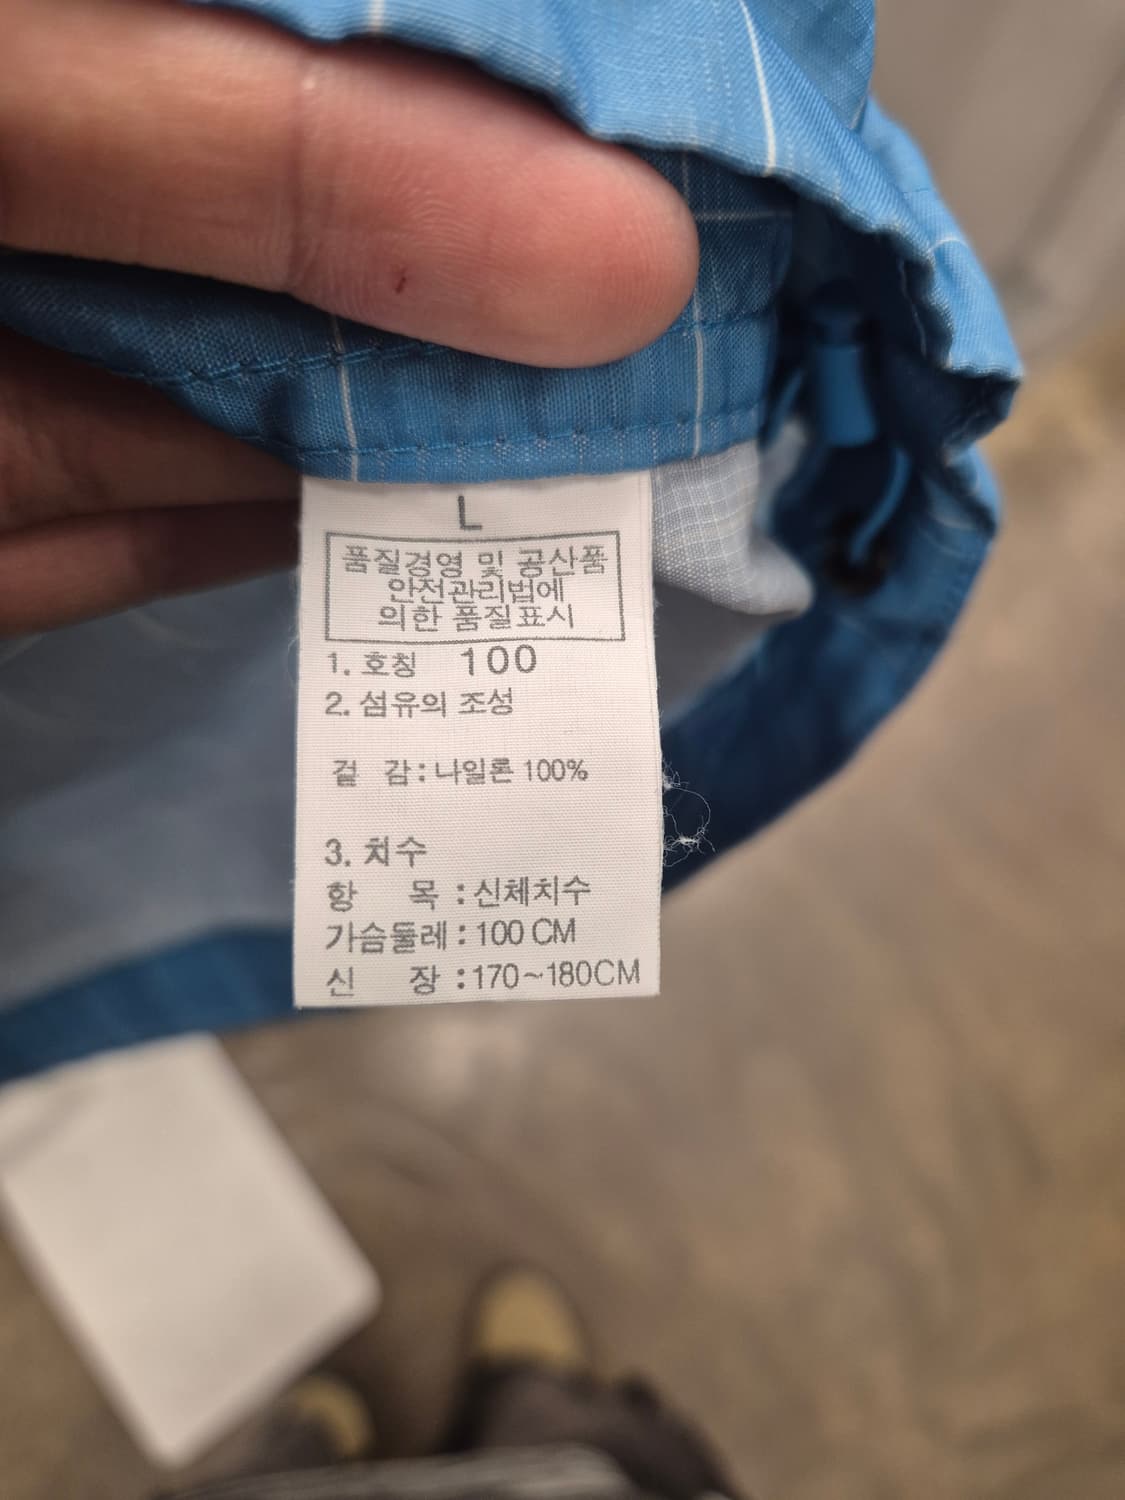 L
품질경영 및 공산품
안전관리법에
의한 품질표시
1. 호칭 100
2. 섬유의 조성
겉 감 : 나일론 100%
3. 치수
항 목 : 신체치수
가슴둘레 : 100 CM
신 장 : 170~180CM